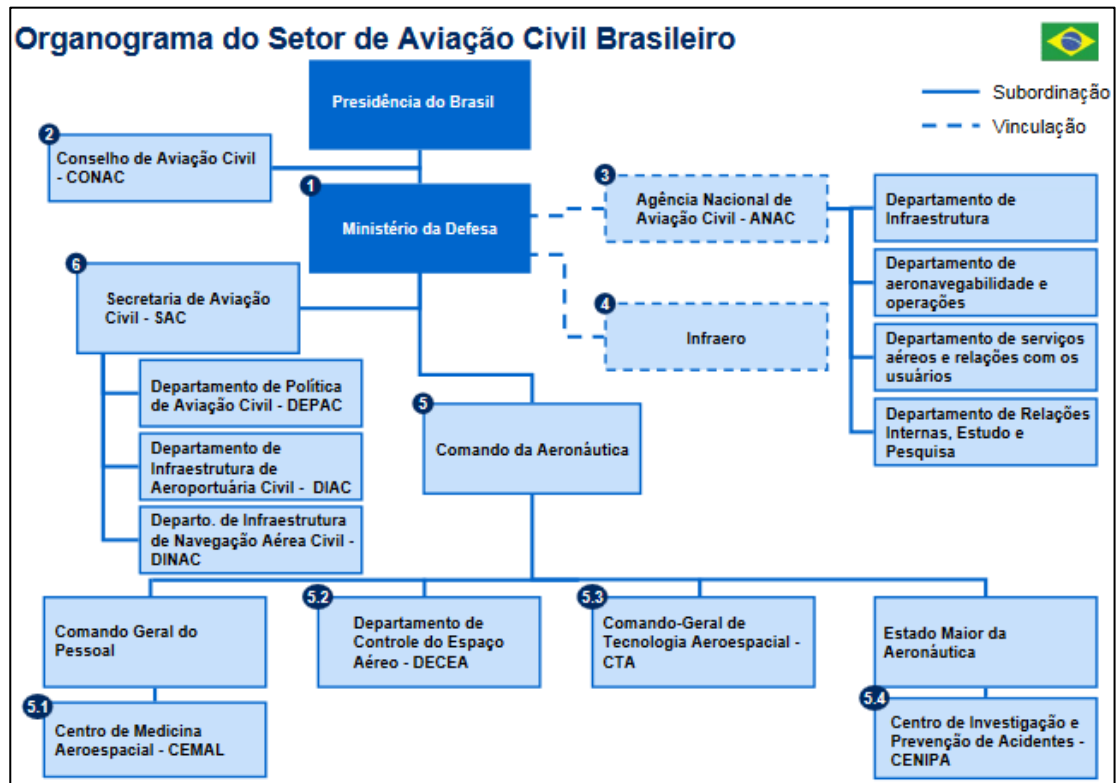 Organograma do Setor de Aviação Civil Brasileiro
Presidência do Brasil
Subordinação
Vinculação
2
Conselho de Aviação Civil
- CONAC
1
Ministério da Defesa
3
Agência Nacional de
Aviação Civil - ANAC
Departamento de
Infraestrutura
Departamento de
aeronavegabilidade e
operações
6
Secretaria de Aviação
Civil - SAC
4
Infraero
Departamento de serviços
aéreos e relações com os
usuários
Departamento de Política
de Aviação Civil - DEPAC
5
Comando da Aeronáutica
Departamento de Relações
Internas, Estudo e
Pesquisa
Departamento de
Infraestrutura de
Aeroportuária Civil - DIAC
Departo. de Infraestrutura
de Navegação Aérea Civil -
DINAC
Comando Geral do
Pessoal
5.2
Departamento de
Controle do Espaço
Aéreo - DECEA
5.3
Comando-Geral de
Tecnologia Aeroespacial -
CTA
Estado Maior da
Aeronáutica
5.1
Centro de Medicina
Aeroespacial - CEMAL
5.4
Centro de Investigação e
Prevenção de Acidentes -
CENIPA